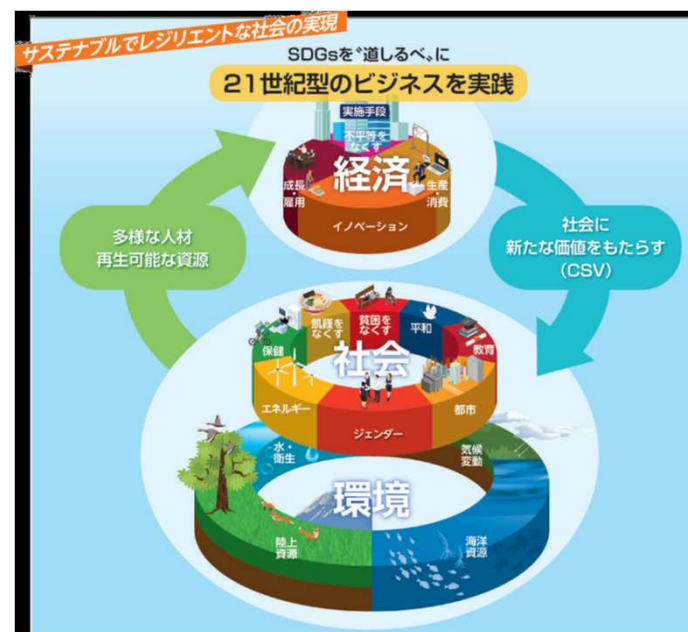 サステナブルでレジリエントな社会の実現
SDGsを〝道しるべ〟に
21世紀型のビジネスを実践
実施手段
不平等を
なくす
経済
成長・
雇用
生産・
消費
イノベーション
多様な人材
再生可能な資源
社会に
新たな価値をもたらす
（CSV）
飢餓を
なくす
貧困を
なくす
平和
保健
教育
社会
エネルギー
都市
ジェンダー
水・
衛生
気候
変動
環境
陸上
資源
海洋
資源